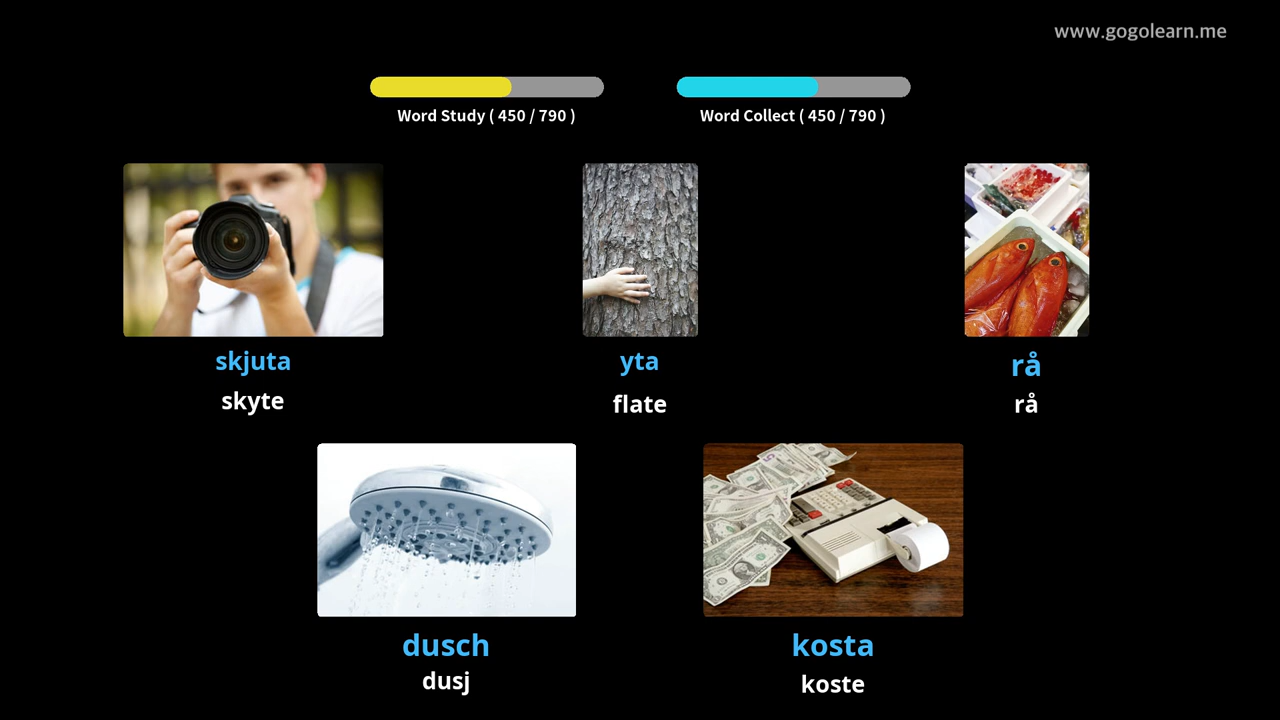 www.gogolearn.me
Word Study ( 450 / 790 )
Word Collect ( 450 / 790 )
skjuta
skyte
yta
flate
rå
rå
dusch
dusj
kosta
koste